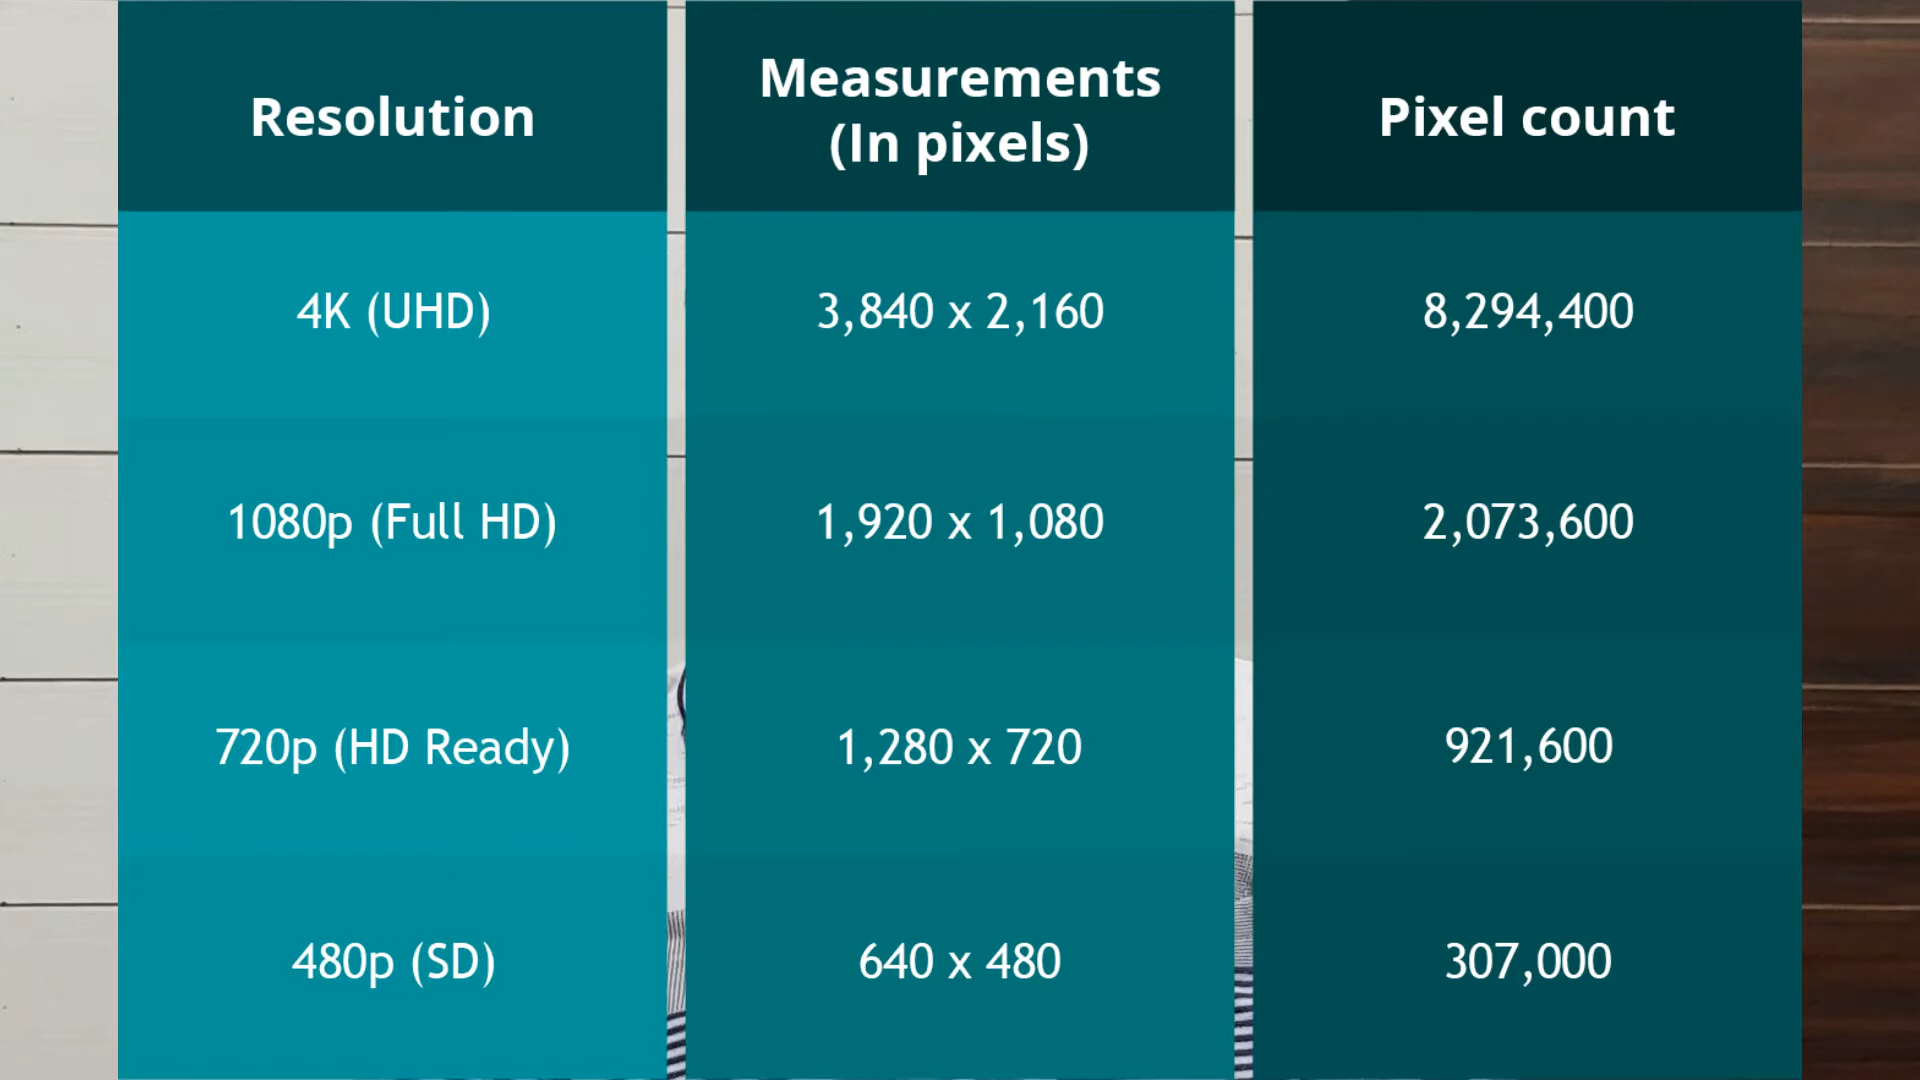 Resolution
Measurements
(In pixels)
Pixel count
4K (UHD)
3,840 x 2,160
8,294,400
1080p (Full HD)
1,920 x 1,080
2,073,600
720p (HD Ready)
1,280 x 720
921,600
480p (SD)
640 x 480
307,000